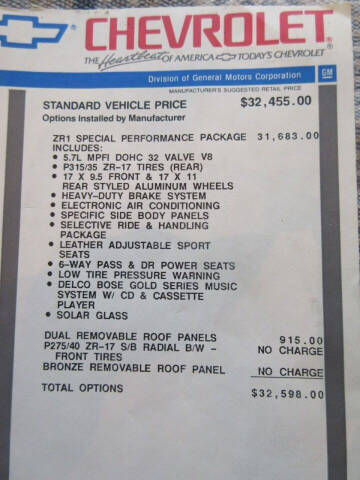 CHEVROLET
THE Heartbeat OF AMERICA TODAY'S CHEVROLET
Division of General Motors Corporation GM
MANUFACTURER'S SUGGESTED RETAIL PRICE
STANDARD VEHICLE PRICE $32,455.00
Options Installed by Manufacturer
ZR1 SPECIAL PERFORMANCE PACKAGE 31,683.00
INCLUDES:
• 5.7L MPFI DOHC 32 VALVE V8
• P315/35 ZR-17 TIRES (REAR)
• 17 X 9.5 FRONT & 17 X 11
REAR STYLED ALUMINUM WHEELS
• HEAVY-DUTY BRAKE SYSTEM
• ELECTRONIC AIR CONDITIONING
• SPECIFIC SIDE BODY PANELS
• SELECTIVE RIDE & HANDLING
PACKAGE
• LEATHER ADJUSTABLE SPORT
SEATS
• 6-WAY PASS & DR POWER SEATS
• LOW TIRE PRESSURE WARNING
• DELCO BOSE GOLD SERIES MUSIC
SYSTEM W/ CD & CASSETTE
PLAYER
• SOLAR GLASS
DUAL REMOVABLE ROOF PANELS 915.00
P275/40 ZR-17 S/B RADIAL B/W - NO CHARGE
FRONT TIRES
BRONZE REMOVABLE ROOF PANEL NO CHARGE
TOTAL OPTIONS $32,598.00